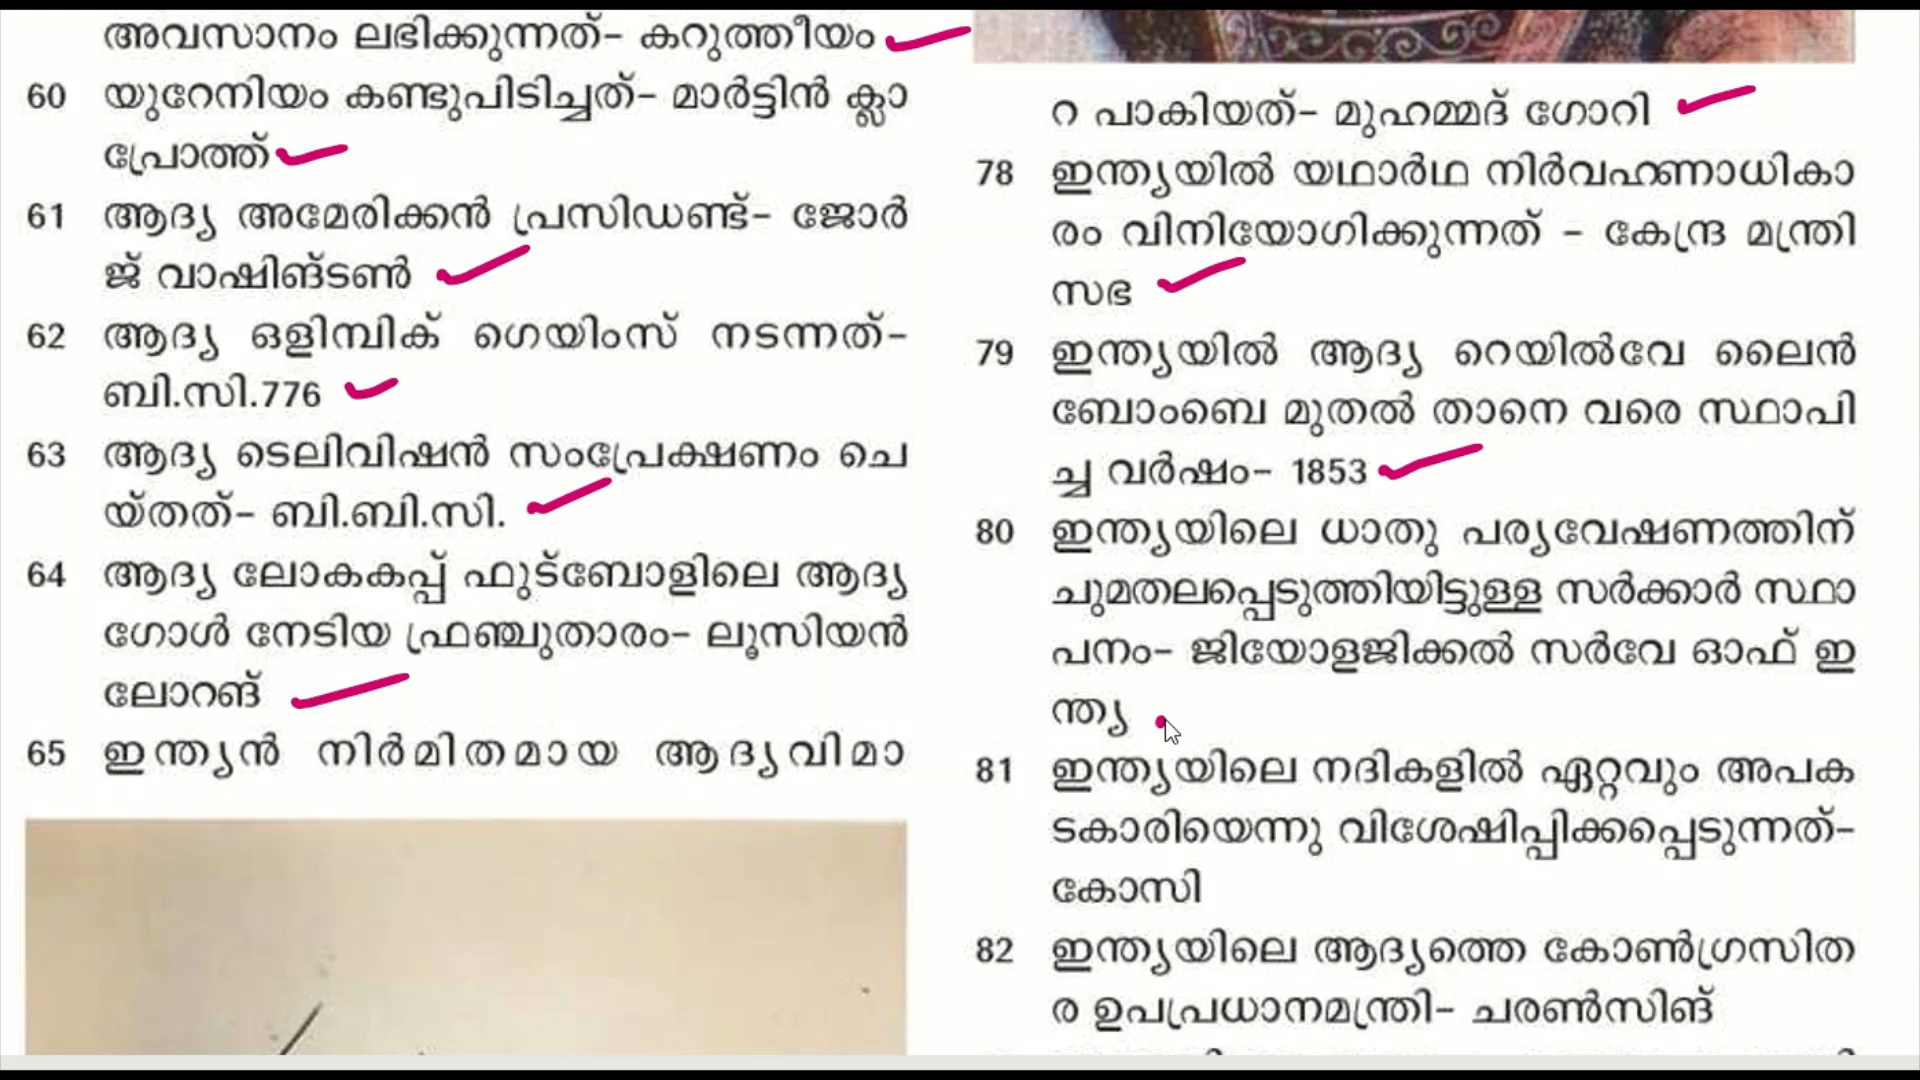 അവസാനം ലഭിക്കുന്നത്- കറുത്തീയം
60 യുറേനിയം കണ്ടുപിടിച്ചത്- മാർട്ടിൻ ക്ലാ
പ്രോത്ത്
61 ആദ്യ അമേരിക്കൻ പ്രസിഡണ്ട്- ജോർ
ജ് വാഷിങ്ടൺ
62 ആദ്യ ഒളിമ്പിക് ഗെയിംസ് നടന്നത്-
ബി.സി.776
63 ആദ്യ ടെലിവിഷൻ സംപ്രേക്ഷണം ചെ
യ്തത്- ബി.ബി.സി.
64 ആദ്യ ലോകകപ്പ് ഫുട്ബോളിലെ ആദ്യ
ഗോൾ നേടിയ ഫ്രഞ്ചുതാരം- ലൂസിയൻ
ലോറങ്
65 ഇന്ത്യൻ നിർമിതമായ ആദ്യവിമാ
റ പാകിയത്- മുഹമ്മദ് ഗോറി
78 ഇന്ത്യയിൽ യഥാർഥ നിർവഹണാധികാ
രം വിനിയോഗിക്കുന്നത് - കേന്ദ്ര മന്ത്രി
സഭ
79 ഇന്ത്യയിൽ ആദ്യ റെയിൽവേ ലൈൻ
ബോംബെ മുതൽ താനെ വരെ സ്ഥാപി
ച്ച വർഷം- 1853
80 ഇന്ത്യയിലെ ധാതു പര്യവേഷണത്തിന്
ചുമതലപ്പെടുത്തിയിട്ടുള്ള സർക്കാർ സ്ഥാ
പനം- ജിയോളജിക്കൽ സർവേ ഓഫ് ഇ
ന്ത്യ
81 ഇന്ത്യയിലെ നദികളിൽ ഏറ്റവും അപക
ടകാരിയെന്നു വിശേഷിപ്പിക്കപ്പെടുന്നത്-
കോസി
82 ഇന്ത്യയിലെ ആദ്യത്തെ കോൺഗ്രസിത
ര ഉപപ്രധാനമന്ത്രി- ചരൺസിങ്